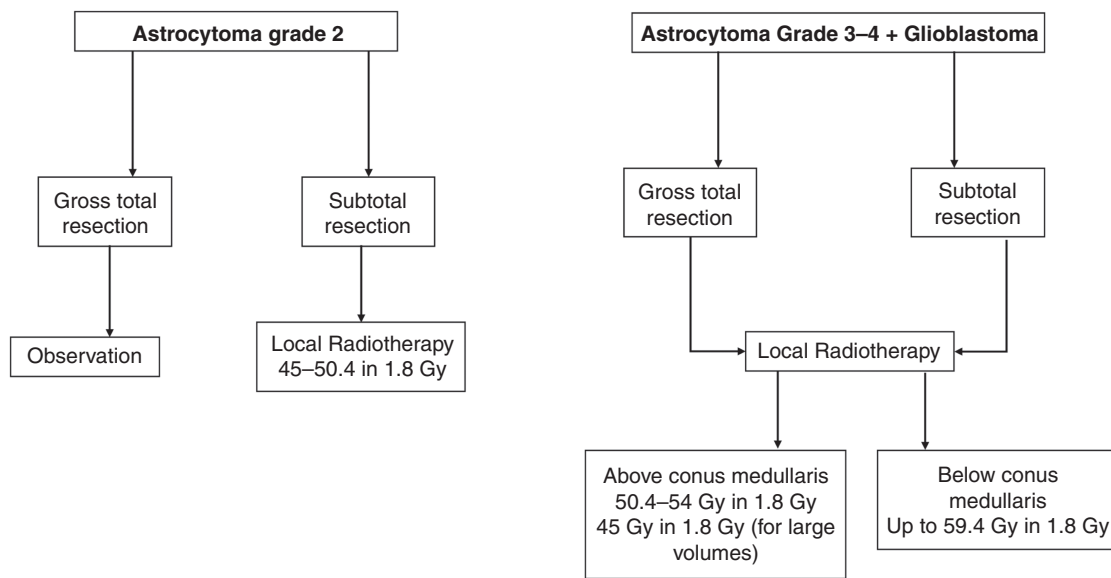 Astrocytoma grade 2
Gross total
resection
Subtotal
resection
Observation
Local Radiotherapy
45–50.4 in 1.8 Gy
Astrocytoma Grade 3–4 + Glioblastoma
Gross total
resection
Subtotal
resection
Local Radiotherapy
Above conus medullaris
50.4–54 Gy in 1.8 Gy
45 Gy in 1.8 Gy (for large
volumes)
Below conus
medullaris
Up to 59.4 Gy in 1.8 Gy